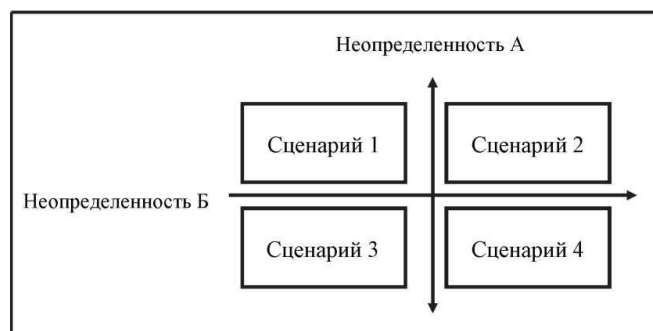 Неопределенность А
Сценарий 1
Сценарий 2
Неопределенность Б
Сценарий 3
Сценарий 4